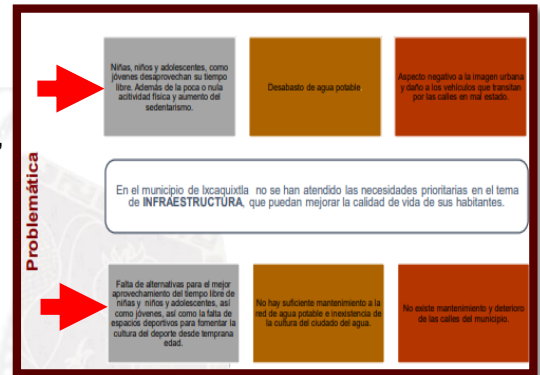 Problemática
Niñas, niños y adolescentes, como
jóvenes desaprovechan su tiempo
libre. Además de la poca o nula
acitividad física y aumento del
sedentarismo.
Desabasto de agua potable
Aspecto negativo a la imagen urbana
y daño a los vehículos que transitan
por las calles en mal estado.
En el municipio de Ixcaquixtla no se han atendido las necesidades prioritarias en el tema
de INFRAESTRUCTURA, que puedan mejorar la calidad de vida de sus habitantes.
Falta de alternativas para el mejor
aprovechamiento del tiempo libre de
niñas y niños y adolescentes, así
como jóvenes, así como la falta de
espacios deportivos para fomentar la
cultura del deporte desde temprana
edad.
No hay suficiente mantenimiento a la
red de agua potable e inexistencia de
la cultura del ciudado del agua.
No existe mantenimiento y deterioro
de las calles del municipio.